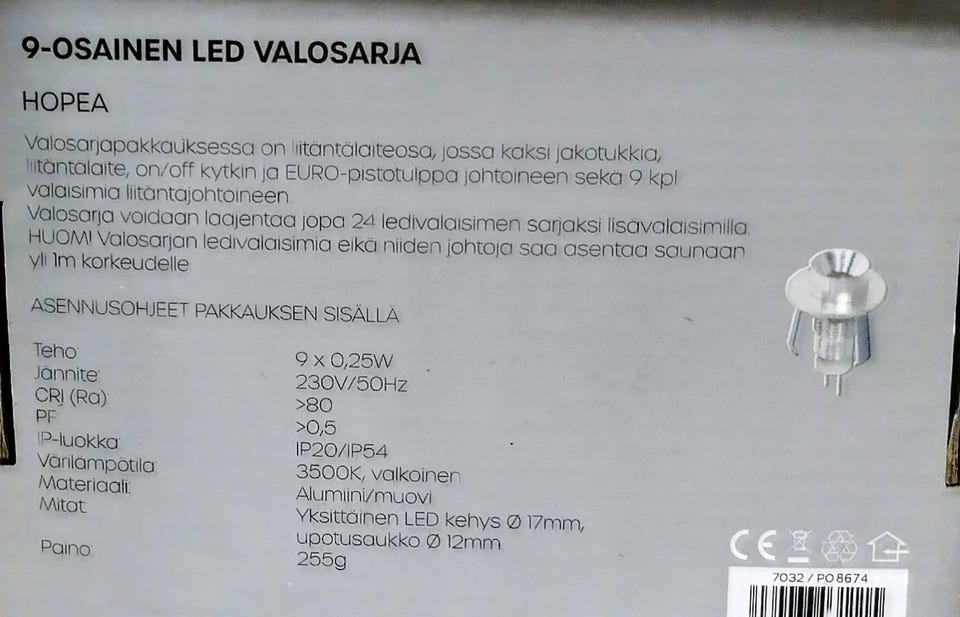 9-OSAINEN LED VALOSARJA
HOPEA
Valosarjapakkauksessa on liitäntälaiteosa, jossa kaksi jakotukkia,
liitäntälaite, on/off kytkin ja EURO-pistotulppa johtoineen sekä 9 kpl
valaisimia liitäntäjohtoineen.
Valosarja voidaan laajentaa jopa 24 ledivalaisimen sarjaksi lisävalaisimilla.
HUOM! Valosarjan ledivalaisimia eikä niiden johtoja saa asentaa saunaan
yli 1m korkeudelle
ASENNUSOHJEET PAKKAUKSEN SISÄLLÄ
Teho: 9 x 0,25W
Jännite: 230V/50Hz
CRI (Ra): >80
PF: >0,5
IP-luokka: IP20/IP54
Värilämpötila: 3500K, valkoinen
Materiaali: Alumiini/muovi
Mitat: Yksittäinen LED kehys Ø 17mm,
upotusaukko Ø 12mm
Paino: 255g
CE
7032 / PO8674